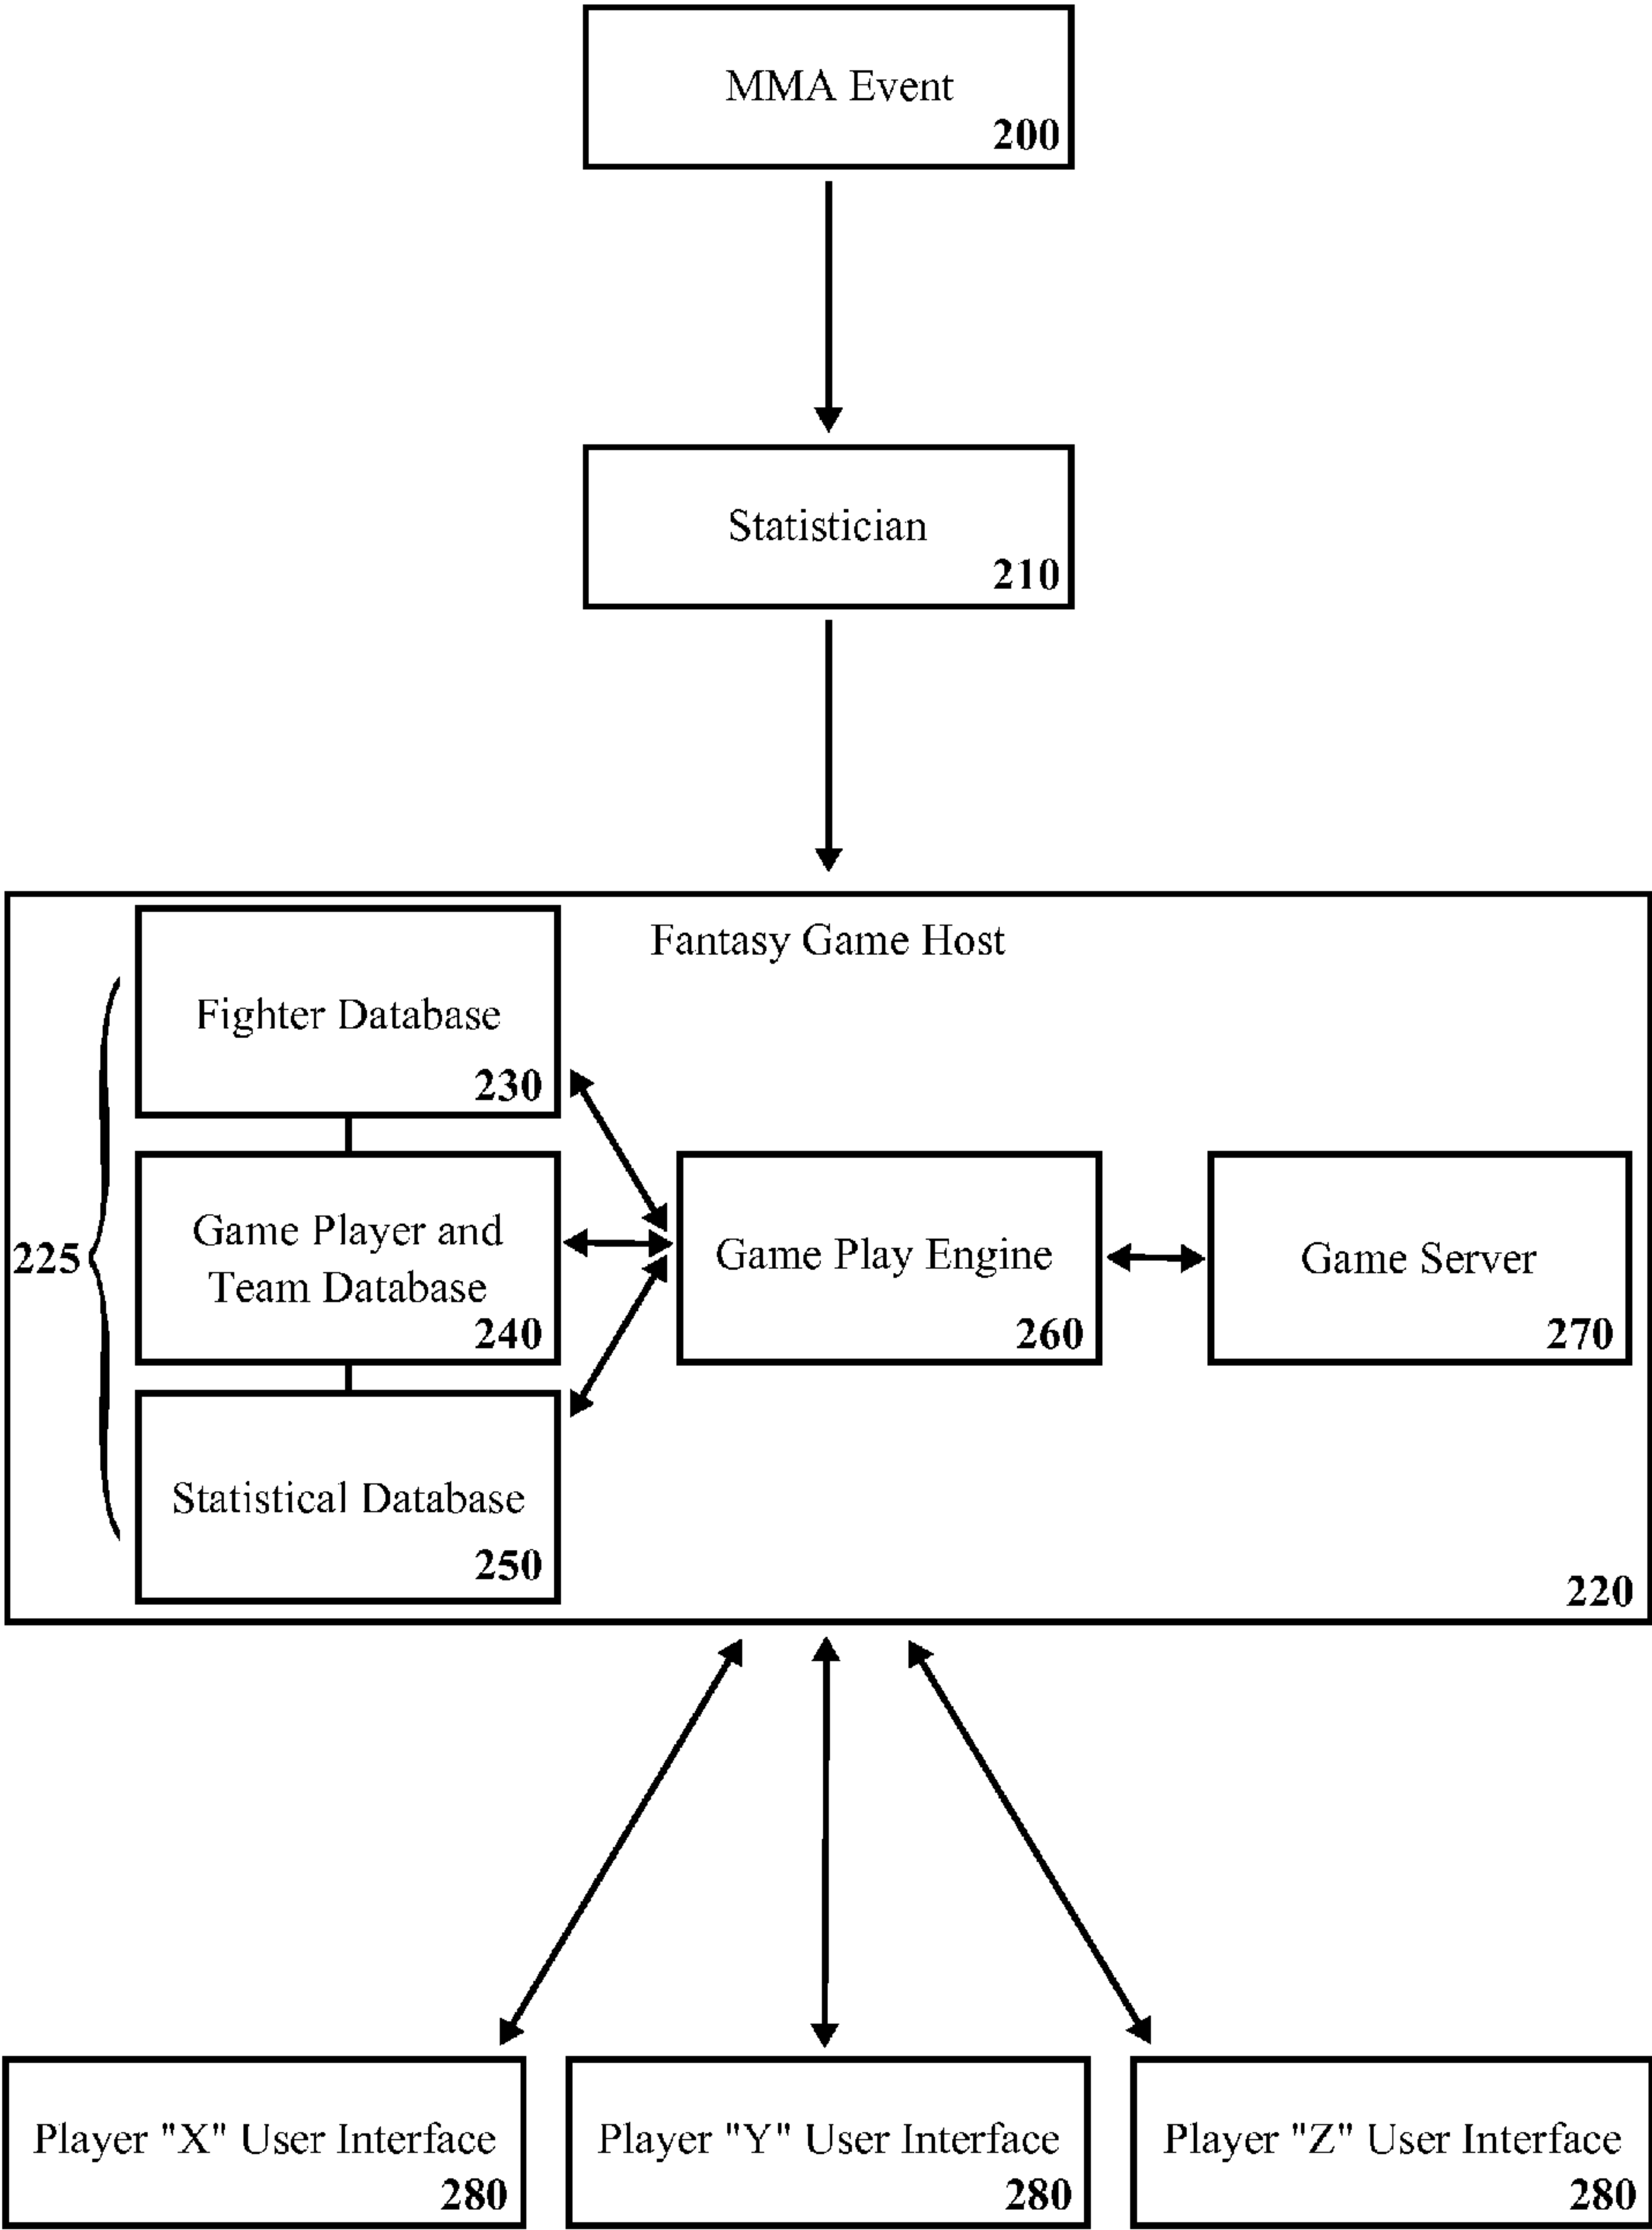 MMA Event
200
Statistician
210
Fantasy Game Host
Fighter Database
230
225
Game Player and
Team Database
240
Game Play Engine
260
Game Server
270
Statistical Database
250
220
Player "X" User Interface
280
Player "Y" User Interface
280
Player "Z" User Interface
280